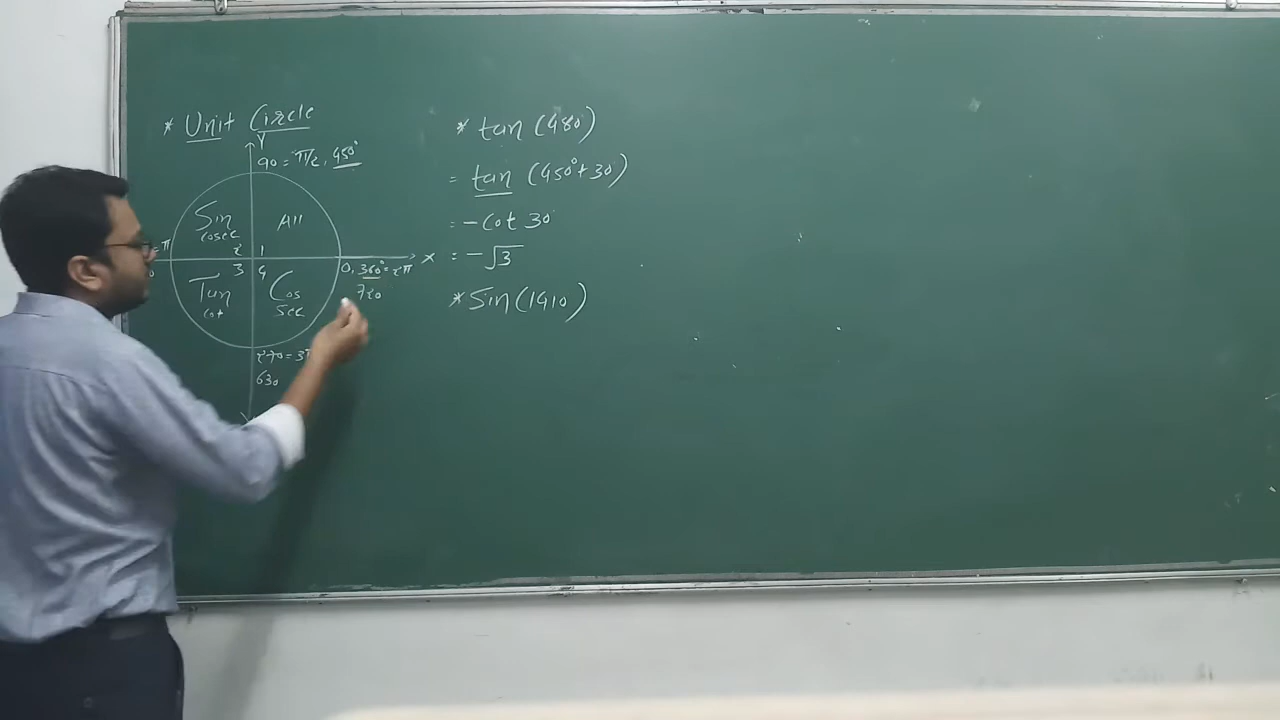 * Unit Circle
Y
90 = π/2, 450°
Sin
cosec
All
2 1
3 4
= π
X
0, 360° = 2π
720
Tan
cot
Cos
Sec
270 = 3
630
* tan (480)
= tan (450° + 30)
= - cot 30
= - √3
* Sin (1410)